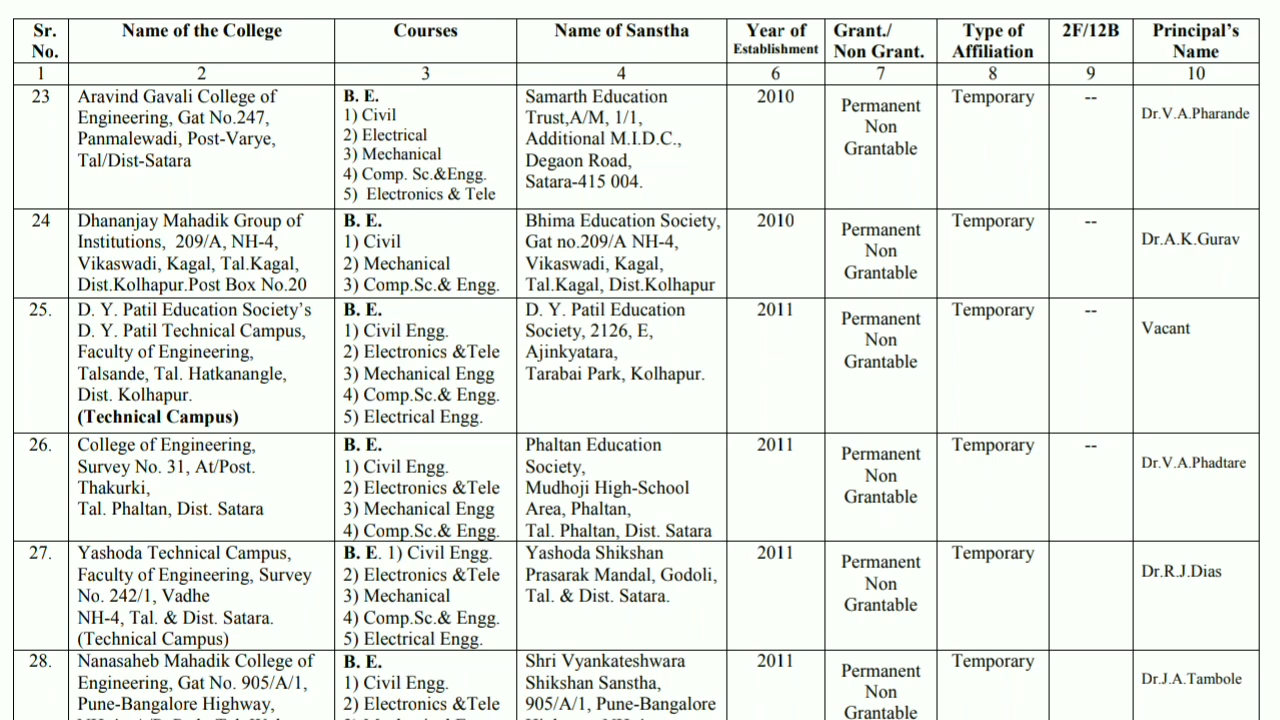 Sr. No.
Name of the College
Courses
Name of Sanstha
Year of Establishment
Grant./ Non Grant.
Type of Affiliation
2F/12B
Principal's Name
1 2 3 4 6 7 8 9 10
23
Aravind Gavali College of
Engineering, Gat No.247,
Panmalewadi, Post-Varye,
Tal/Dist-Satara
B. E.
1) Civil
2) Electrical
3) Mechanical
4) Comp. Sc.&Engg.
5) Electronics & Tele
Samarth Education
Trust,A/M, 1/1,
Additional M.I.D.C.,
Degaon Road,
Satara-415 004.
2010
Permanent
Non
Grantable
Temporary
--
Dr.V.A.Pharande
24
Dhananjay Mahadik Group of
Institutions, 209/A, NH-4,
Vikaswadi, Kagal, Tal.Kagal,
Dist.Kolhapur.Post Box No.20
B. E.
1) Civil
2) Mechanical
3) Comp.Sc.& Engg.
Bhima Education Society,
Gat no.209/A NH-4,
Vikaswadi, Kagal,
Tal.Kagal, Dist.Kolhapur
2010
Permanent
Non
Grantable
Temporary
--
Dr.A.K.Gurav
25.
D. Y. Patil Education Society's
D. Y. Patil Technical Campus,
Faculty of Engineering,
Talsande, Tal. Hatkanangle,
Dist. Kolhapur.
(Technical Campus)
B. E.
1) Civil Engg.
2) Electronics &Tele
3) Mechanical Engg
4) Comp.Sc.& Engg.
5) Electrical Engg.
D. Y. Patil Education
Society, 2126, E,
Ajinkyatara,
Tarabai Park, Kolhapur.
2011
Permanent
Non
Grantable
Temporary
--
Vacant
26.
College of Engineering,
Survey No. 31, At/Post.
Thakurki,
Tal. Phaltan, Dist. Satara
B. E.
1) Civil Engg.
2) Electronics &Tele
3) Mechanical Engg
4) Comp.Sc.& Engg.
Phaltan Education
Society,
Mudhoji High-School
Area, Phaltan,
Tal. Phaltan, Dist. Satara
2011
Permanent
Non
Grantable
Temporary
--
Dr.V.A.Phadtare
27.
Yashoda Technical Campus,
Faculty of Engineering, Survey
No. 242/1, Vadhe
NH-4, Tal. & Dist. Satara.
(Technical Campus)
B. E. 1) Civil Engg.
2) Electronics &Tele
3) Mechanical
4) Comp.Sc.& Engg.
5) Electrical Engg.
Yashoda Shikshan
Prasarak Mandal, Godoli,
Tal. & Dist. Satara.
2011
Permanent
Non
Grantable
Temporary
Dr.R.J.Dias
28.
Nanasaheb Mahadik College of
Engineering, Gat No. 905/A/1,
Pune-Bangalore Highway,
B. E.
1) Civil Engg.
2) Electronics &Tele
Shri Vyankateshwara
Shikshan Sanstha,
905/A/1, Pune-Bangalore
2011
Permanent
Non
Grantable
Temporary
Dr.J.A.Tambole